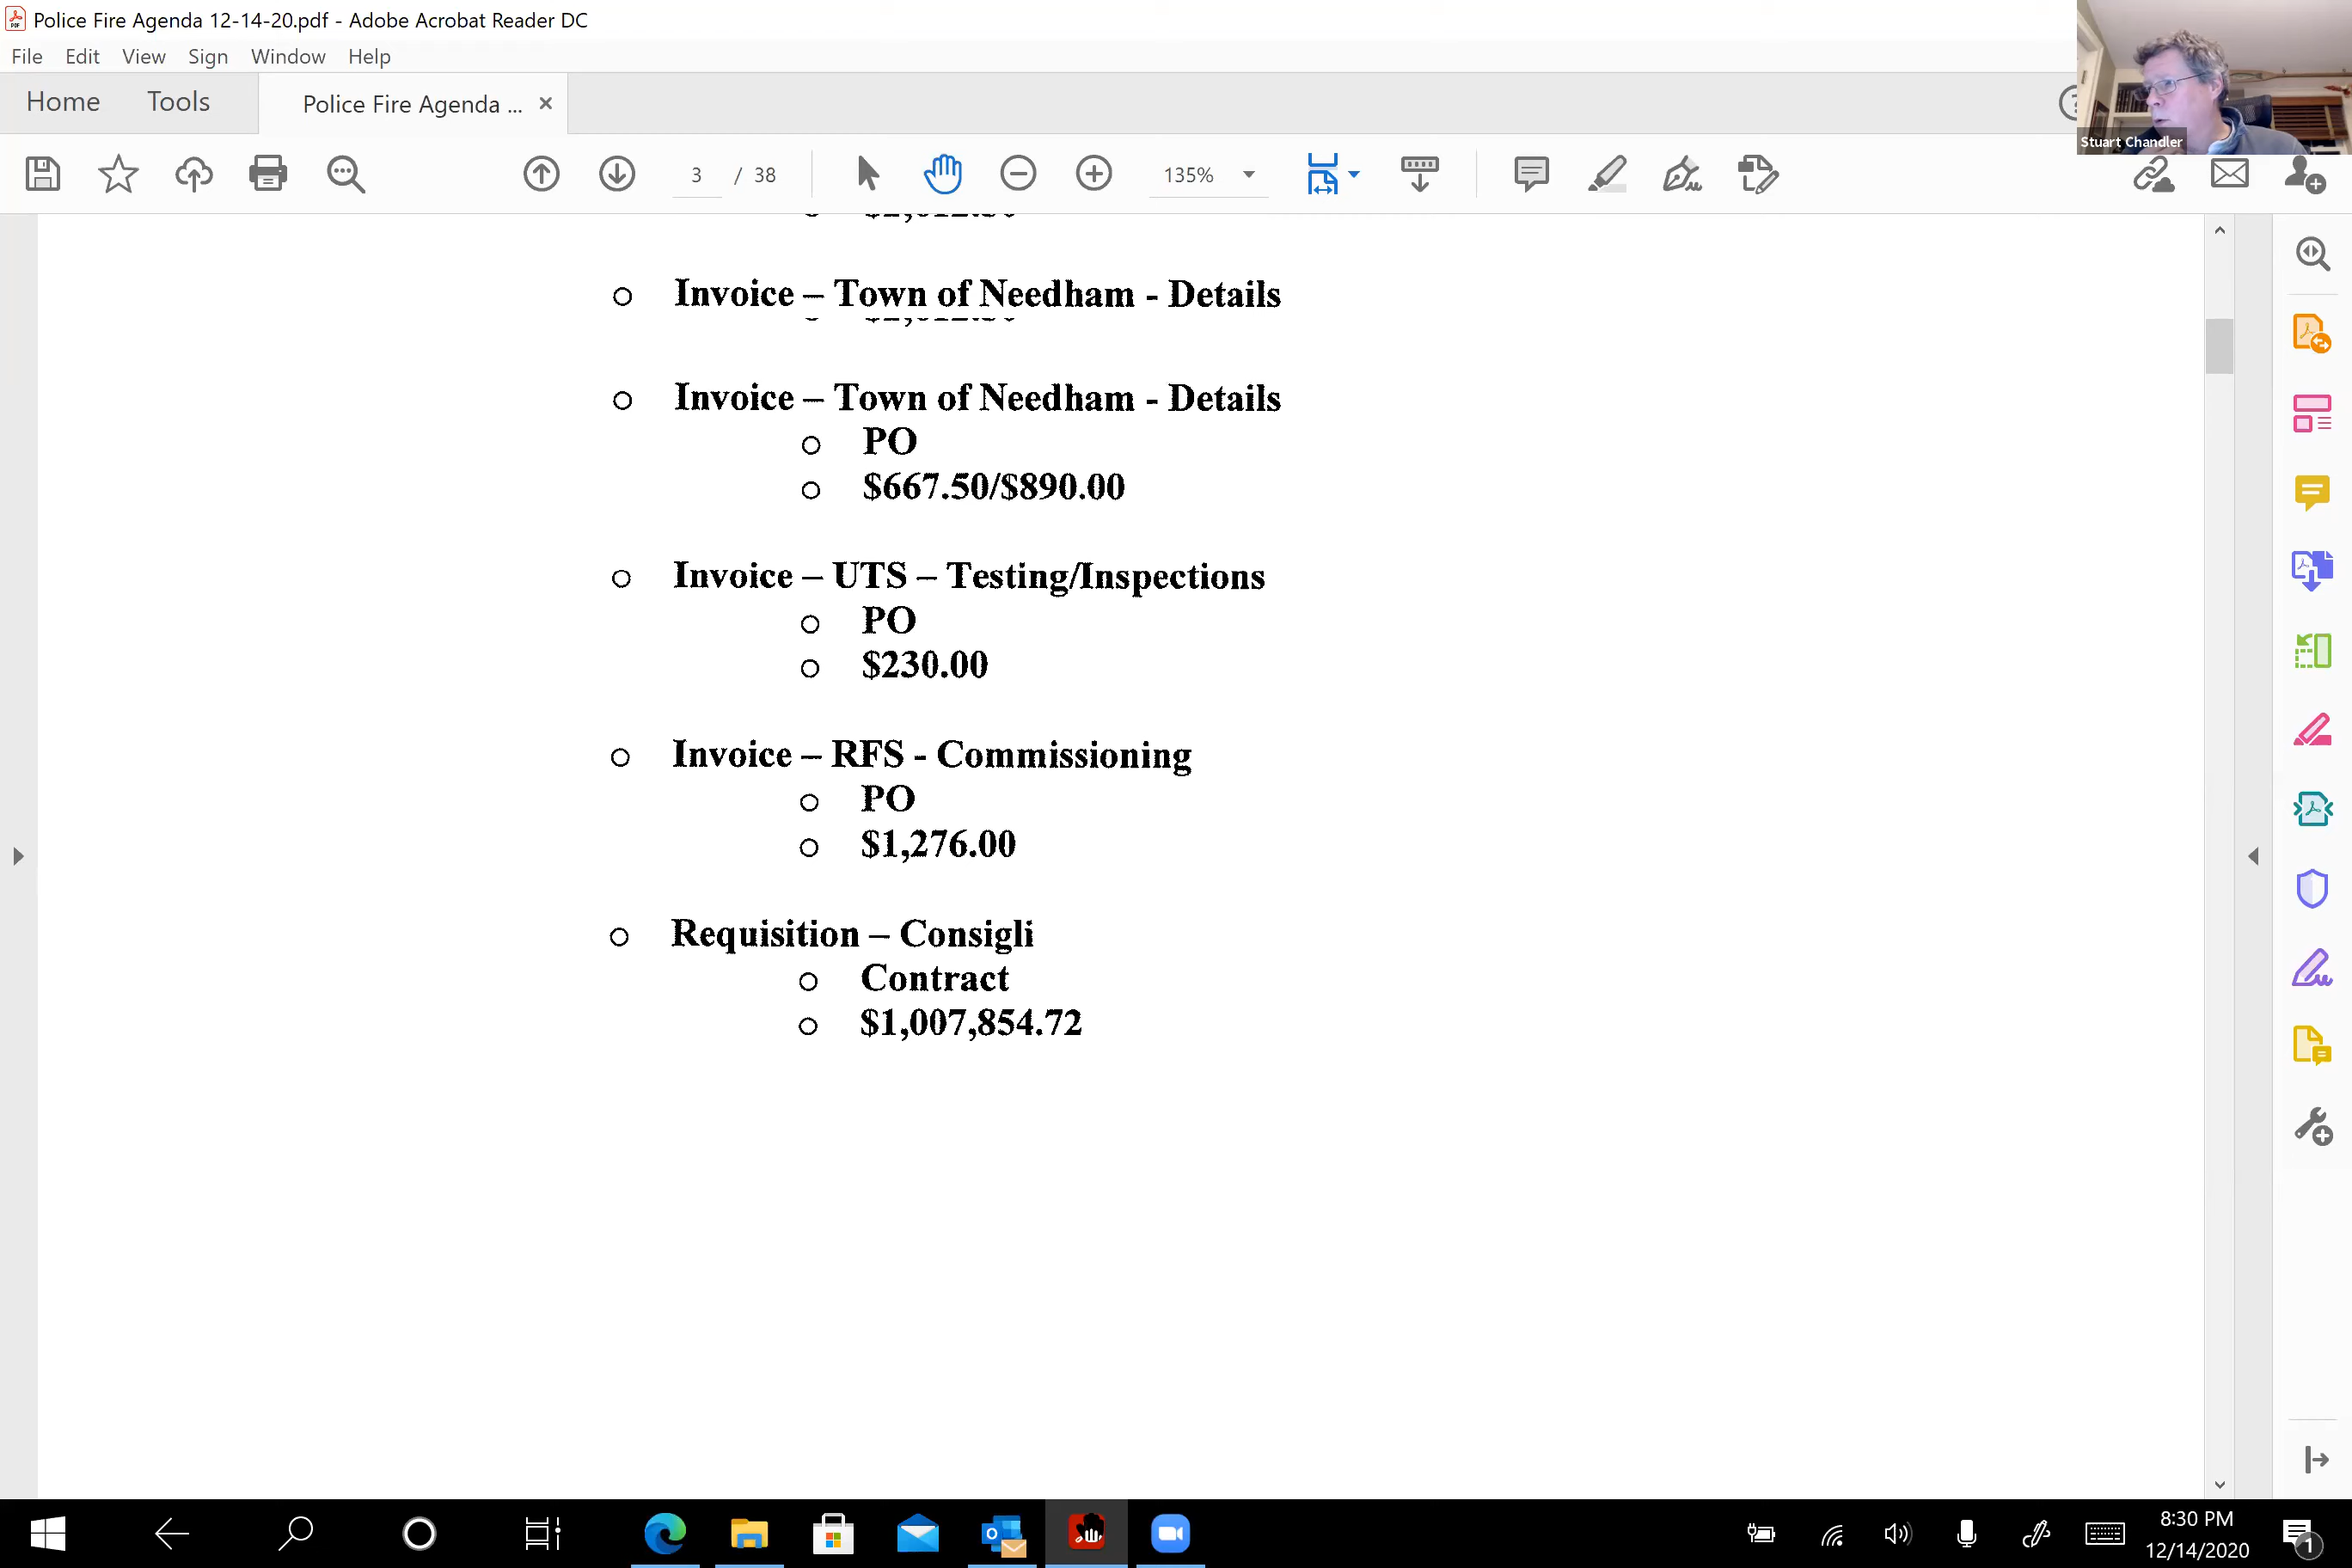 Police Fire Agenda 12-14-20.pdf - Adobe Acrobat Reader DC
File Edit View Sign Window Help
Home Tools Police Fire Agenda ... ×
Stuart Chandler
3 / 38 135%
○ Invoice – Town of Needham - Details
○ Invoice – Town of Needham - Details
○ PO
○ $667.50/$890.00
○ Invoice – UTS – Testing/Inspections
○ PO
○ $230.00
○ Invoice – RFS - Commissioning
○ PO
○ $1,276.00
○ Requisition – Consigli
○ Contract
○ $1,007,854.72
8:30 PM
12/14/2020
1